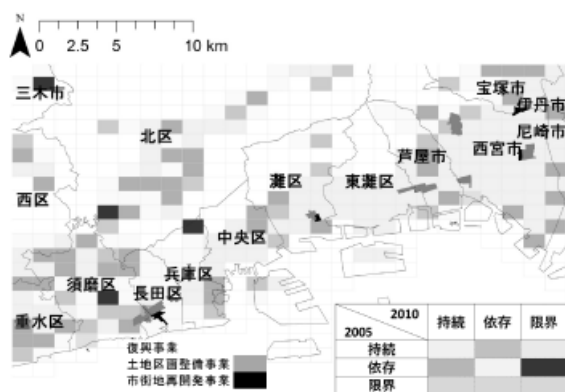 N
0 2.5 5 10 km
三木市
宝塚市
伊丹市
尼崎市
北区
芦屋市
西宮市
西区
灘区
東灘区
中央区
兵庫区
須磨区
長田区
垂水区
復興事業
土地区画整備事業
市街地再開発事業
2010
2005
持続 依存 限界
持続
依存
限界